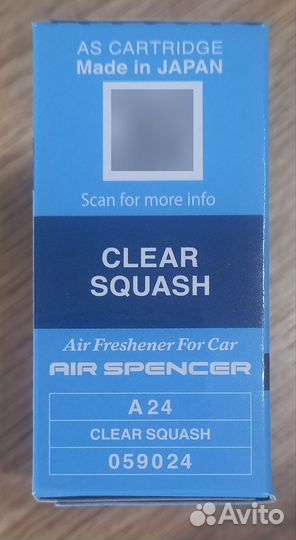 AS CARTRIDGE
Made in JAPAN
Scan for more info
CLEAR
SQUASH
Air Freshener For Car
AIR SPENCER
A 24
CLEAR SQUASH
059024
Avito